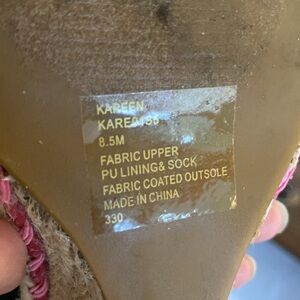 KAREEN
8.5M
FABRIC UPPER
PU LINING & SOCK
FABRIC COATED OUTSOLE
MADE IN CHINA
330